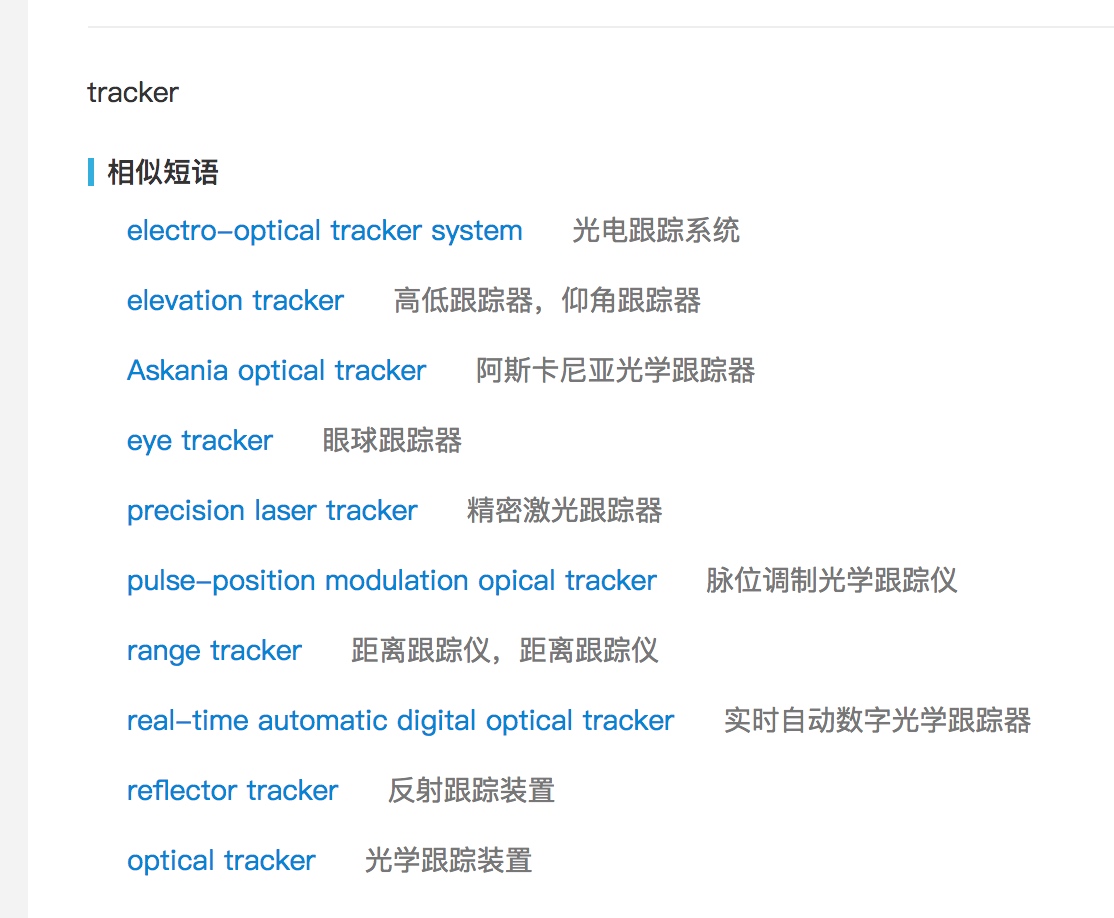 tracker
相似短语
electro-optical tracker system 光电跟踪系统
elevation tracker 高低跟踪器，仰角跟踪器
Askania optical tracker 阿斯卡尼亚光学跟踪器
eye tracker 眼球跟踪器
precision laser tracker 精密激光跟踪器
pulse-position modulation opical tracker 脉位调制光学跟踪仪
range tracker 距离跟踪仪，距离跟踪仪
real-time automatic digital optical tracker 实时自动数字光学跟踪器
reflector tracker 反射跟踪装置
optical tracker 光学跟踪装置